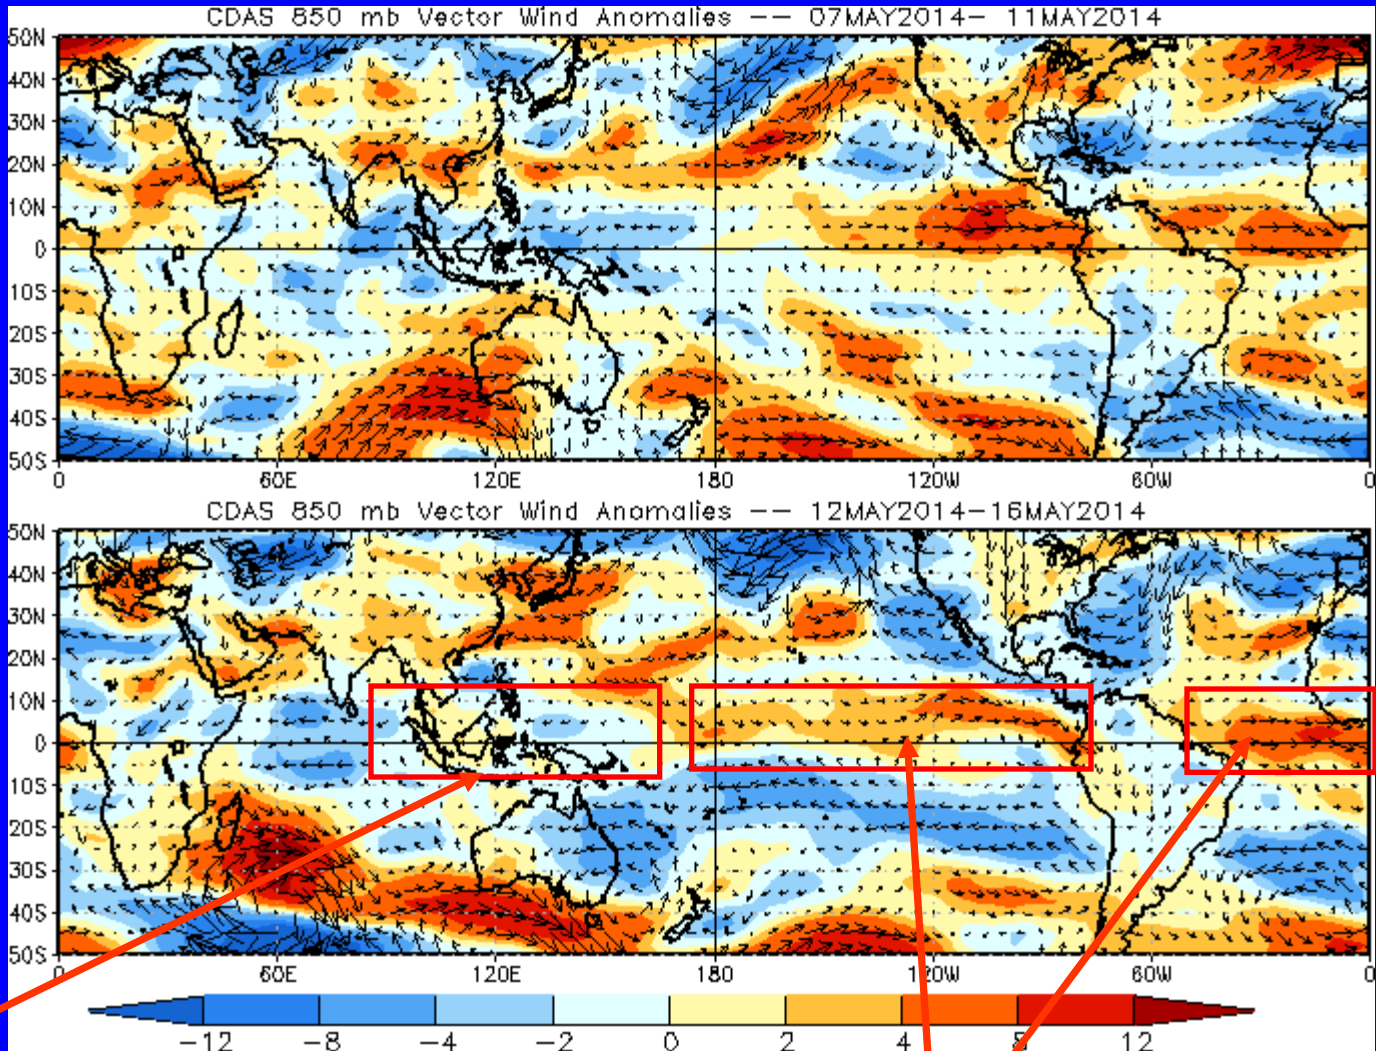 CDAS 850 mb Vector Wind Anomalies -- 07MAY2014- 11MAY2014
50N
40N
30N
20N
10N
0
10S
20S
30S
40S
50S
0 60E 120E 180 120W 60W 0
CDAS 850 mb Vector Wind Anomalies -- 12MAY2014-16MAY2014
50N
40N
30N
20N
10N
0
10S
20S
30S
40S
50S
0 60E 120E 180 120W 60W 0
-12 -8 -4 -2 0 2 4 8 12